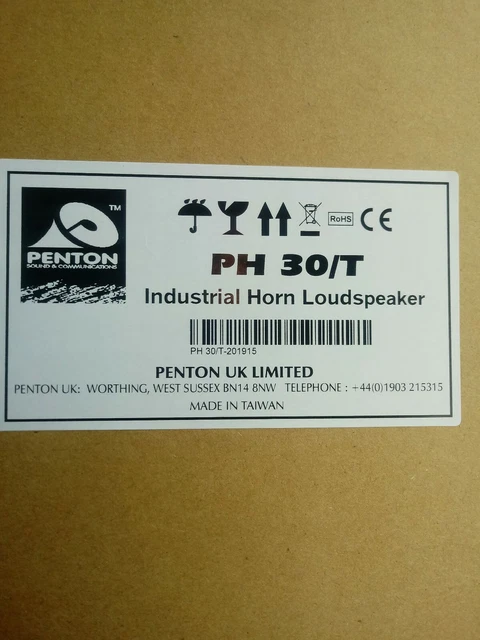 TM
PENTON
SOUND & COMMUNICATIONS
RoHS CE
PH 30/T
Industrial Horn Loudspeaker
PH 30/T-201915
PENTON UK LIMITED
PENTON UK: WORTHING, WEST SUSSEX BN14 8NW TELEPHONE : +44(0)1903 215315
MADE IN TAIWAN